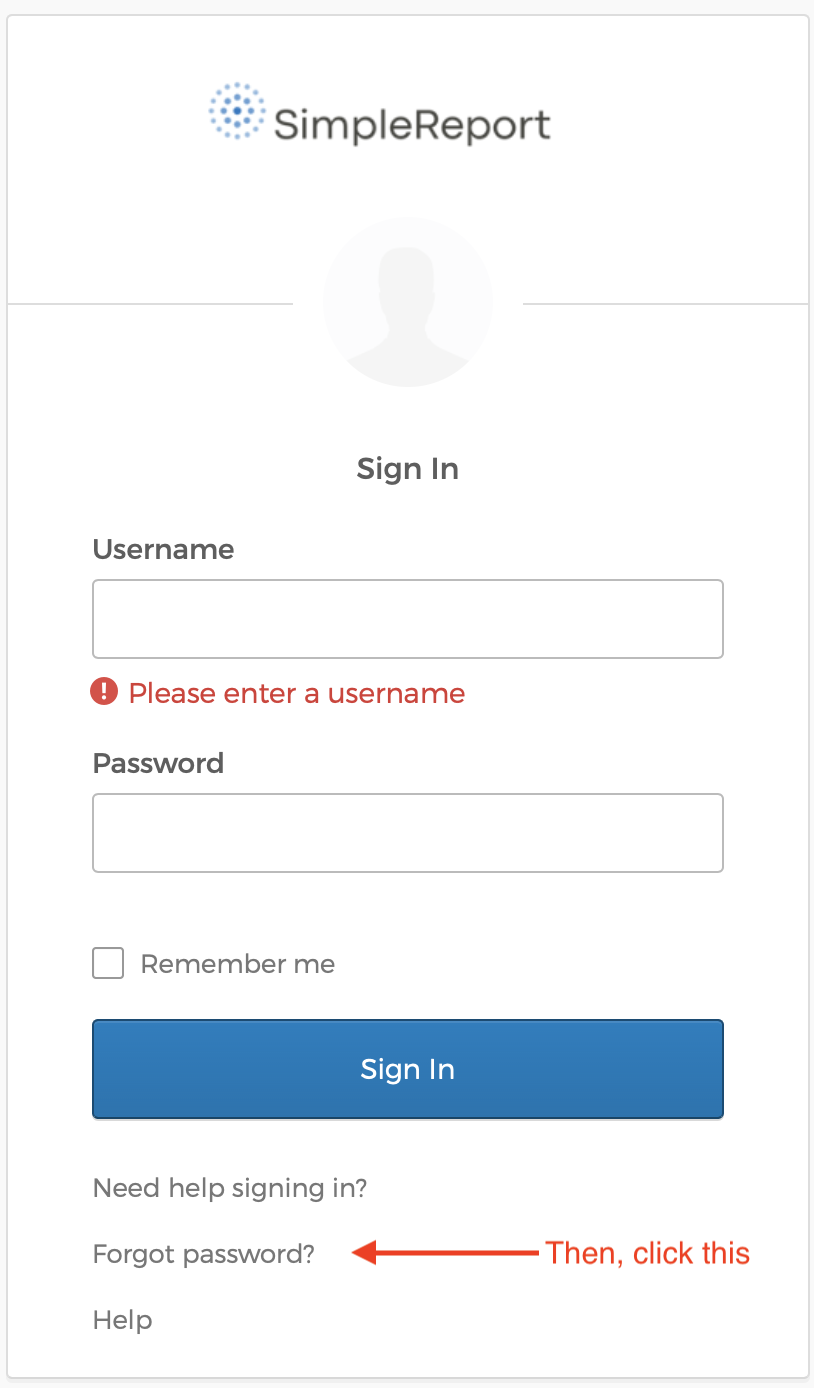 SimpleReport
Sign In
Username
Please enter a username
Password
Remember me
Sign In
Need help signing in?
Forgot password? Then, click this
Help